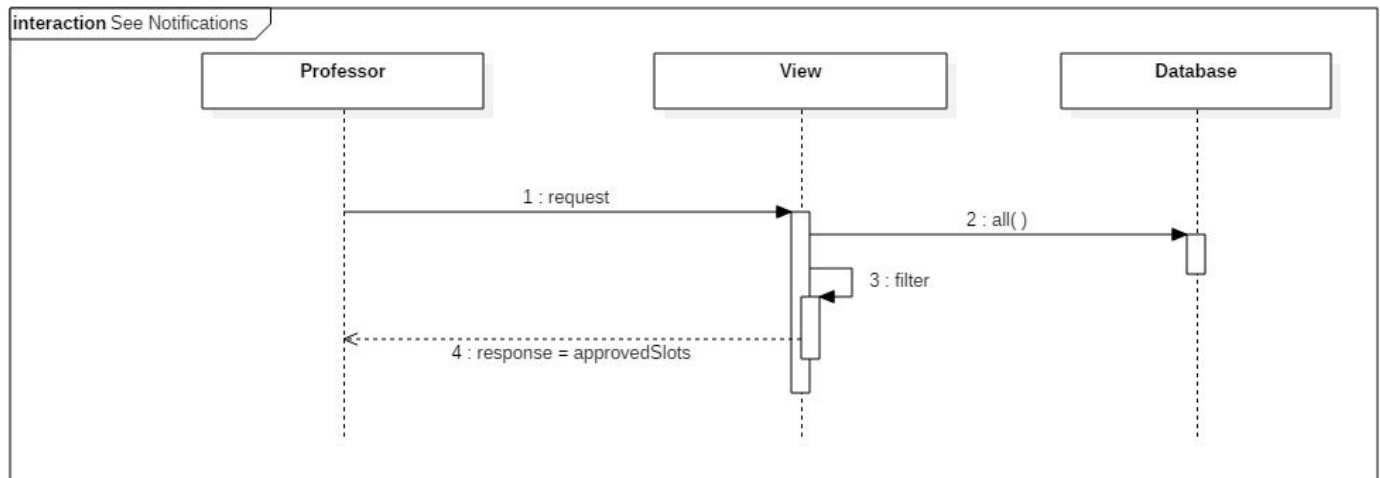 interaction See Notifications
Professor
View
Database
1 : request
2 : all( )
3 : filter
4 : response = approvedSlots